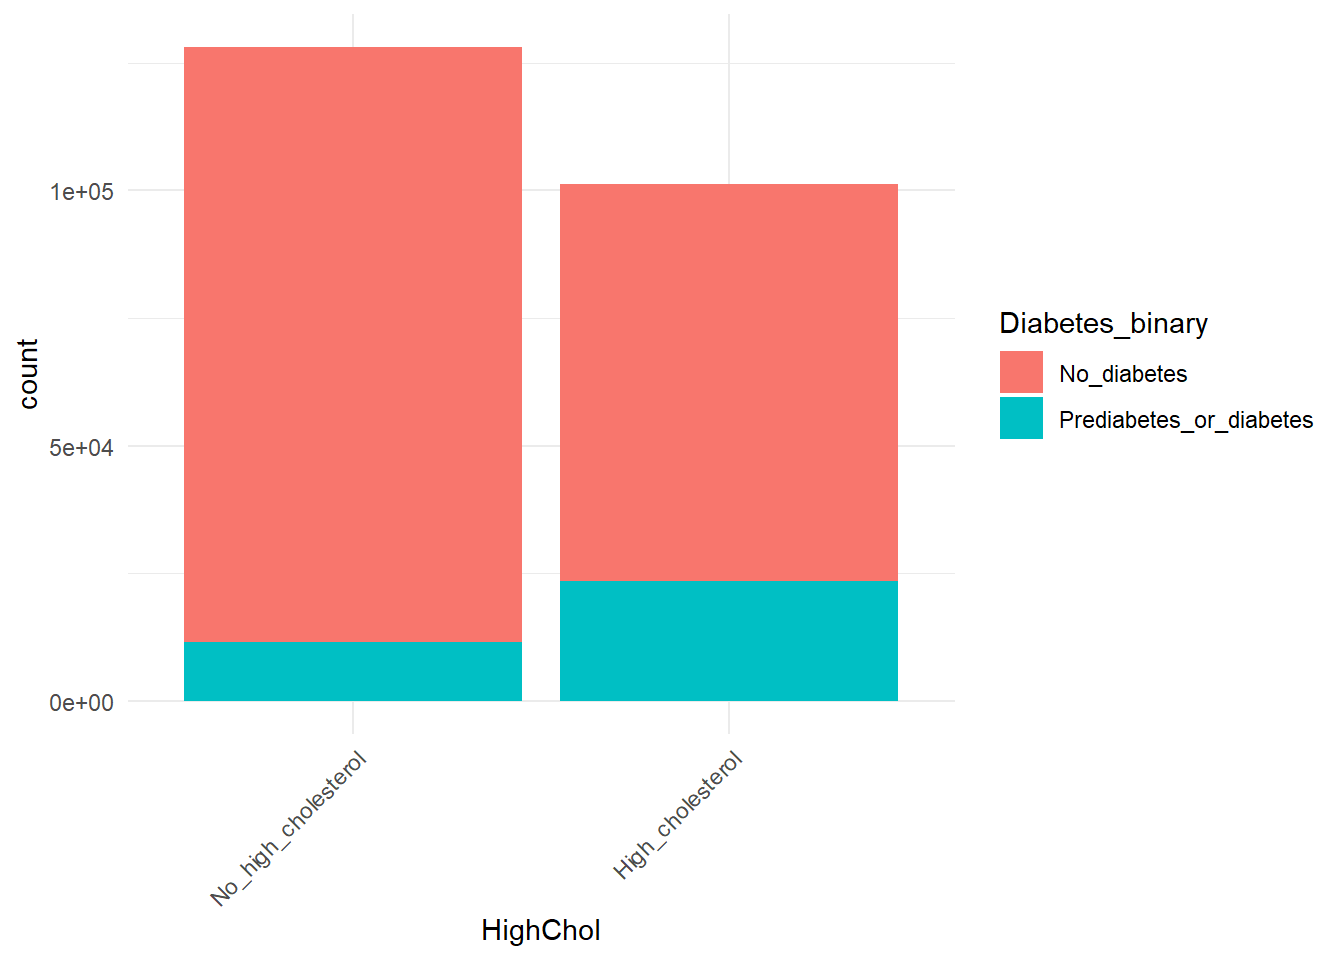 count
1e+05
5e+04
0e+00
No_high_cholesterol
High_cholesterol
HighChol
Diabetes_binary
No_diabetes
Prediabetes_or_diabetes